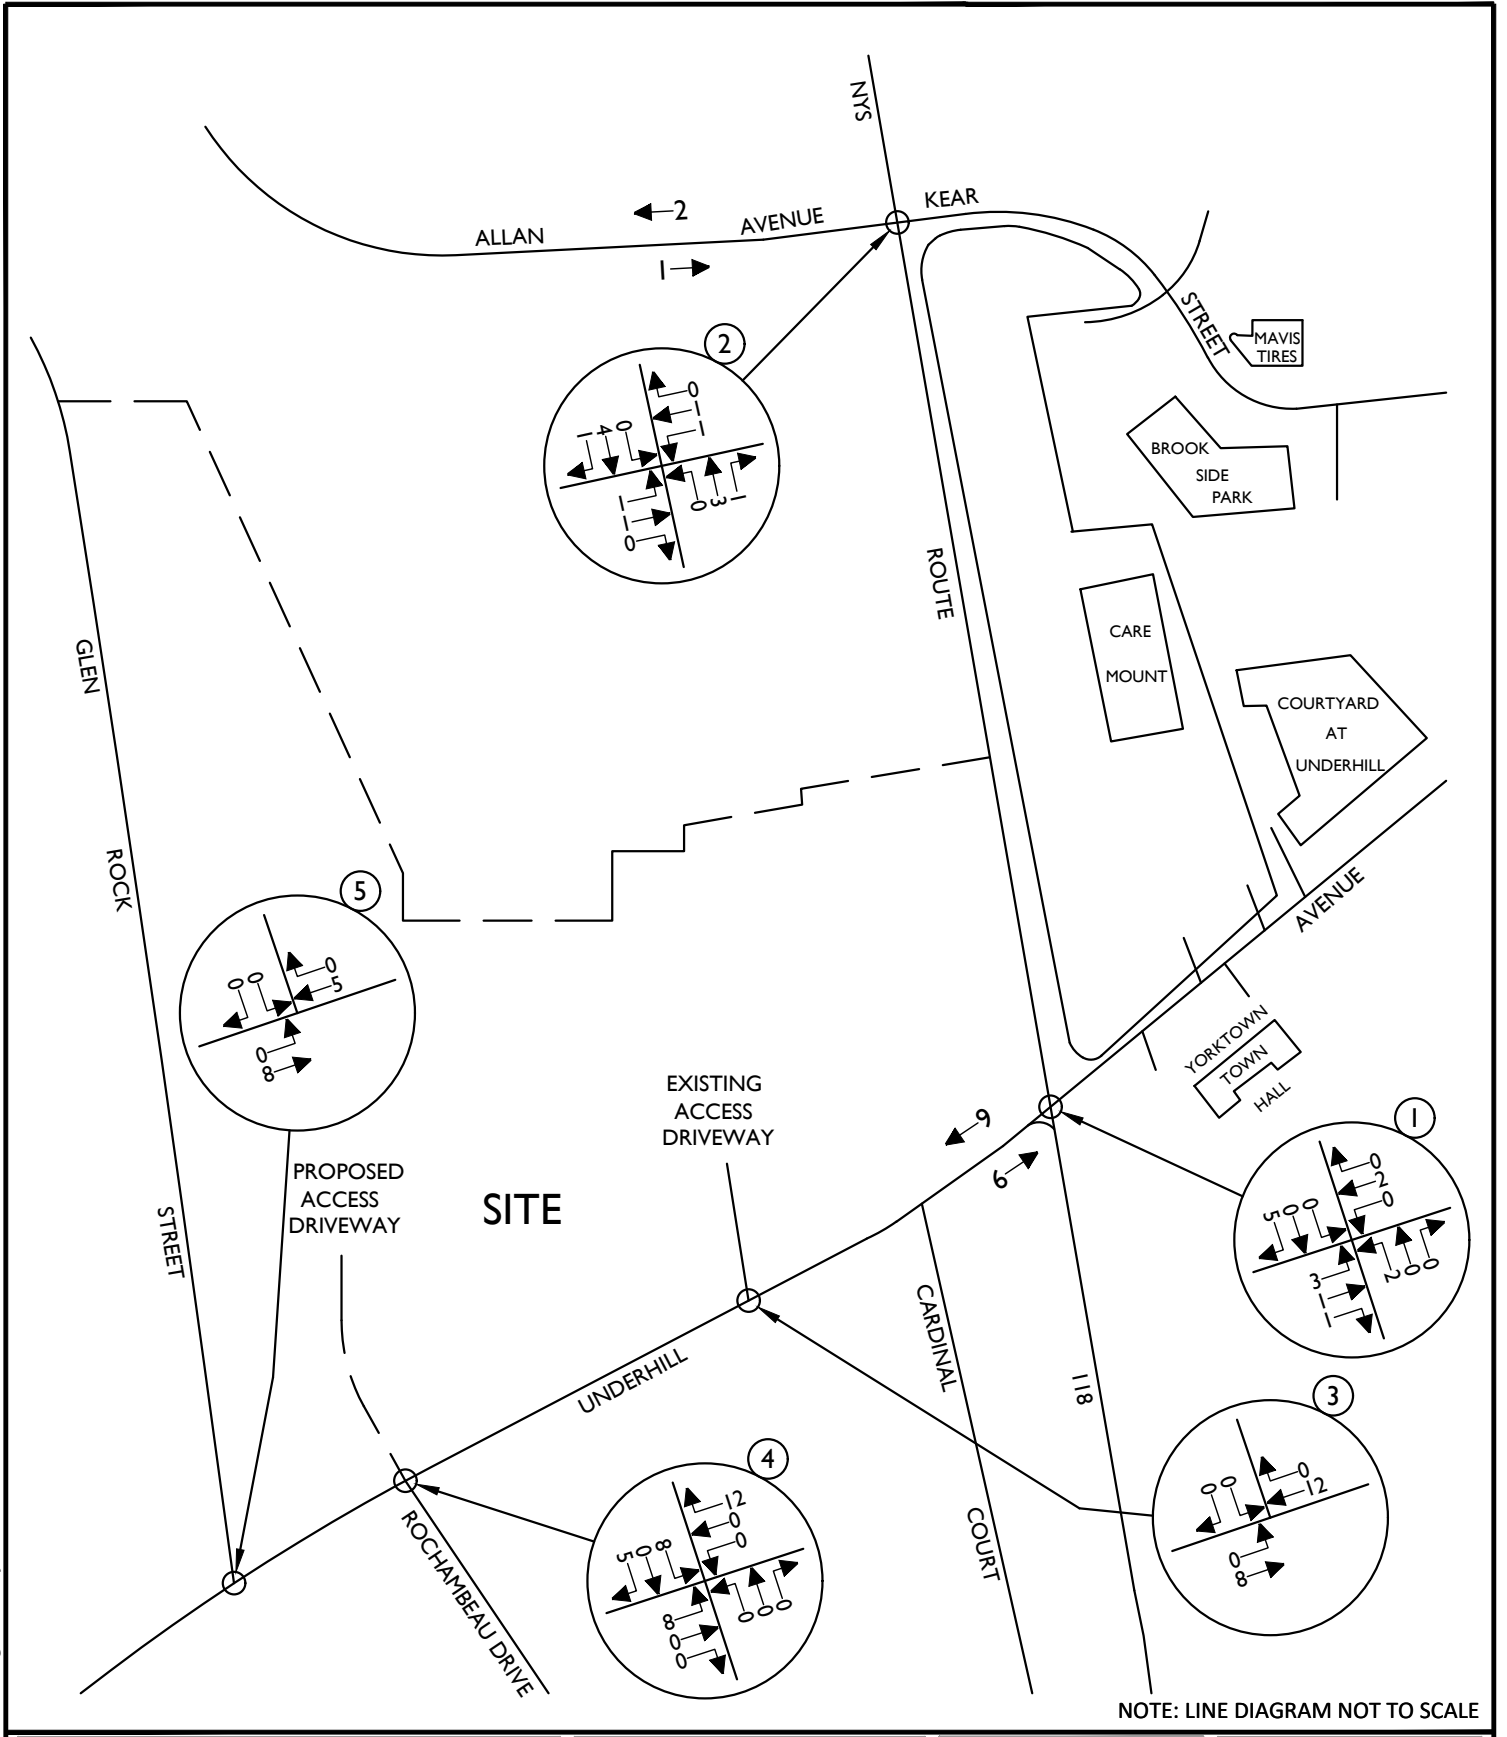 NYS
KEAR
2
ALLAN
AVENUE
1
STREET
MAVIS
TIRES
2
0
1
1
1
4
0
1
1
0
0
3
1
BROOK
SIDE
PARK
ROUTE
CARE
MOUNT
GLEN
COURTYARD
AT
UNDERHILL
ROCK
AVENUE
5
0
5
0
0
0
8
YORKTOWN
TOWN
HALL
EXISTING
ACCESS
DRIVEWAY
9
6
1
0
2
0
5
0
0
3
1
1
2
0
0
PROPOSED
ACCESS
DRIVEWAY
SITE
STREET
CARDINAL
UNDERHILL
118
3
0
12
0
0
0
8
4
12
0
0
5
0
8
8
0
0
0
0
0
ROCHAMBEAU DRIVE
COURT
NOTE: LINE DIAGRAM NOT TO SCALE